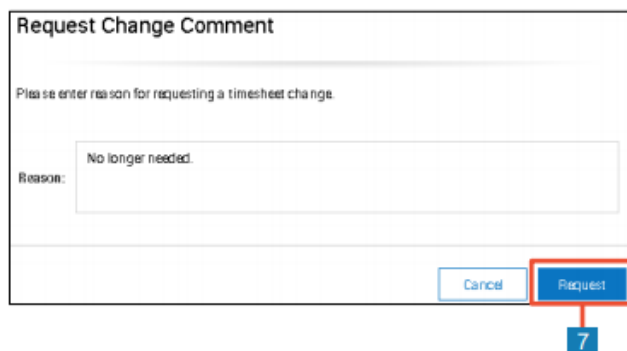 Request Change Comment
Please enter reason for requesting a timesheet change.
No longer needed.
Reason:
Cancel Request
7